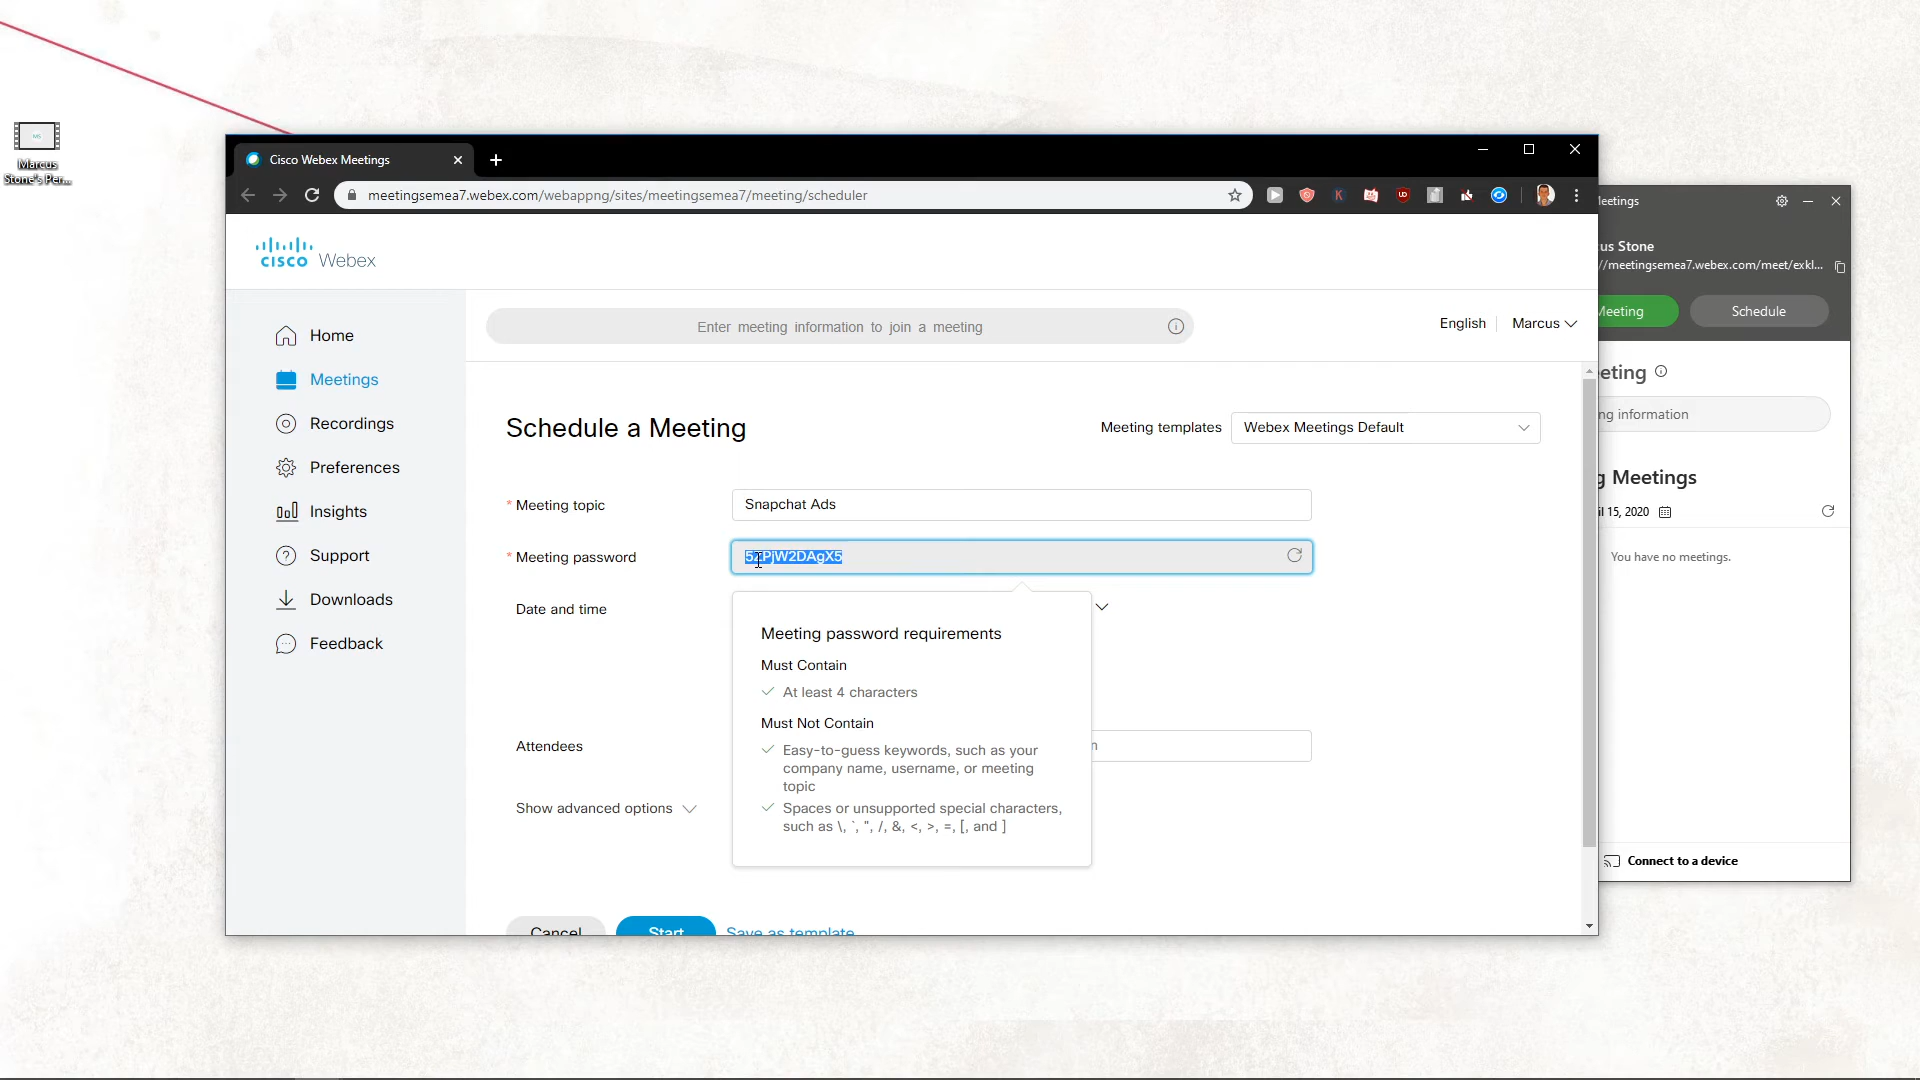 MS
Marcus
Stone's Per...
Cisco Webex Meetings
meetingsemea7.webex.com/webappng/sites/meetingsemea7/meeting/scheduler
CISCO Webex
Enter meeting information to join a meeting
English
Marcus
Home
Meetings
Recordings
Preferences
Insights
Support
Downloads
Feedback
Schedule a Meeting
Meeting templates
Webex Meetings Default
* Meeting topic
Snapchat Ads
* Meeting password
5zPjW2DAgX5
Date and time
Meeting password requirements
Must Contain
At least 4 characters
Must Not Contain
Easy-to-guess keywords, such as your
company name, username, or meeting
topic
Spaces or unsupported special characters,
such as \, `, ", /, &, <, >, =, [, and ]
Attendees
n
Show advanced options
Cancel
Start
Save as template
Meetings
us Stone
//meetingsemea7.webex.com/meet/exkl...
Meeting
Schedule
eting
ng information
g Meetings
il 15, 2020
You have no meetings.
Connect to a device